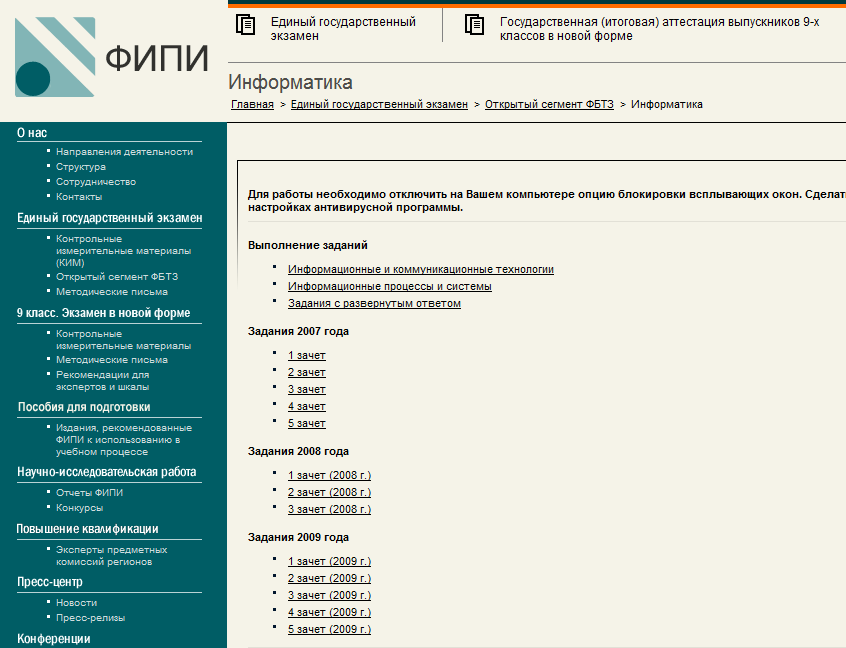 ФИПИ
Единый государственный
экзамен
Государственная (итоговая) аттестация выпускников 9-х
классов в новой форме
Информатика
Главная > Единый государственный экзамен > Открытый сегмент ФБТЗ > Информатика
О нас
Направления деятельности
Структура
Сотрудничество
Контакты
Единый государственный экзамен
Контрольные
измерительные материалы
(КИМ)
Открытый сегмент ФБТЗ
Методические письма
9 класс. Экзамен в новой форме
Контрольные
измерительные материалы
Методические письма
Рекомендации для
экспертов и шкалы
Пособия для подготовки
Издания, рекомендованные
ФИПИ к использованию в
учебном процессе
Научно-исследовательская работа
Отчеты ФИПИ
Конкурсы
Повышение квалификации
Эксперты предметных
комиссий регионов
Пресс-центр
Новости
Пресс-релизы
Конференции
Для работы необходимо отключить на Вашем компьютере опцию блокировки всплывающих окон. Сделат
настройках антивирусной программы.
Выполнение заданий
Информационные и коммуникационные технологии
Информационные процессы и системы
Задания с развернутым ответом
Задания 2007 года
1 зачет
2 зачет
3 зачет
4 зачет
5 зачет
Задания 2008 года
1 зачет (2008 г.)
2 зачет (2008 г.)
3 зачет (2008 г.)
Задания 2009 года
1 зачет (2009 г.)
2 зачет (2009 г.)
3 зачет (2009 г.)
4 зачет (2009 г.)
5 зачет (2009 г.)